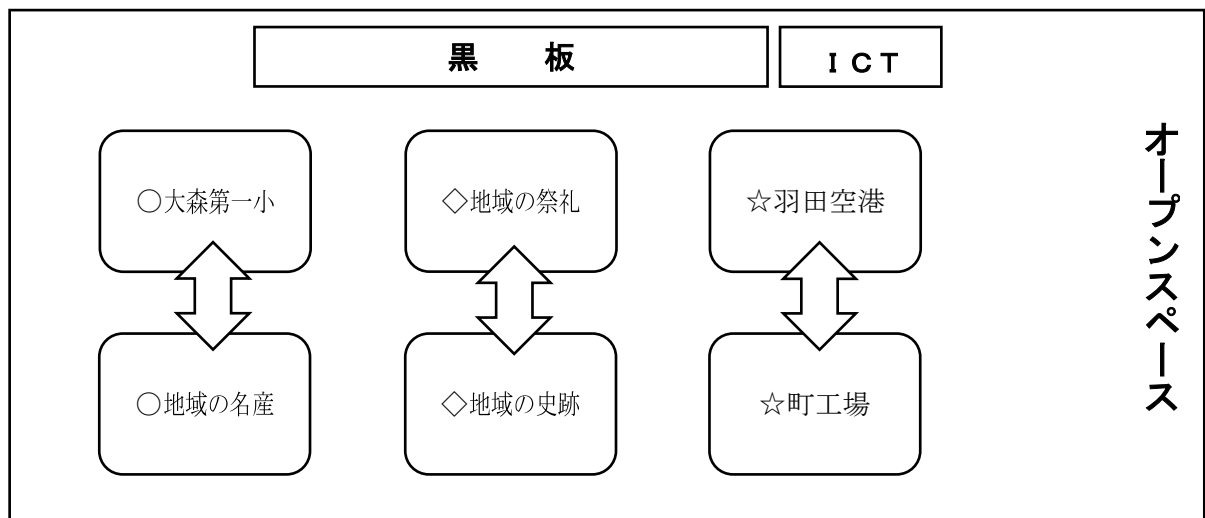 黒　板
ＩＣＴ
○大森第一小
◇地域の祭礼
☆羽田空港
○地域の名産
◇地域の史跡
☆町工場
オープンスペース